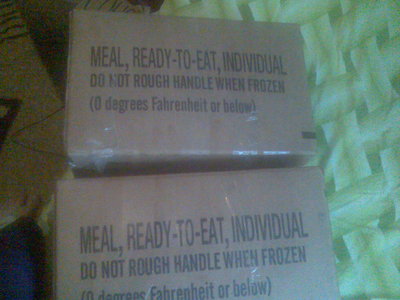 MEAL, READY-TO-EAT, INDIVIDUAL
DO NOT ROUGH HANDLE WHEN FROZEN
(0 degrees Fahrenheit or below)
MEAL, READY-TO-EAT, INDIVIDUAL
DO NOT ROUGH HANDLE WHEN FROZEN
(0 degrees Fahrenheit or below)